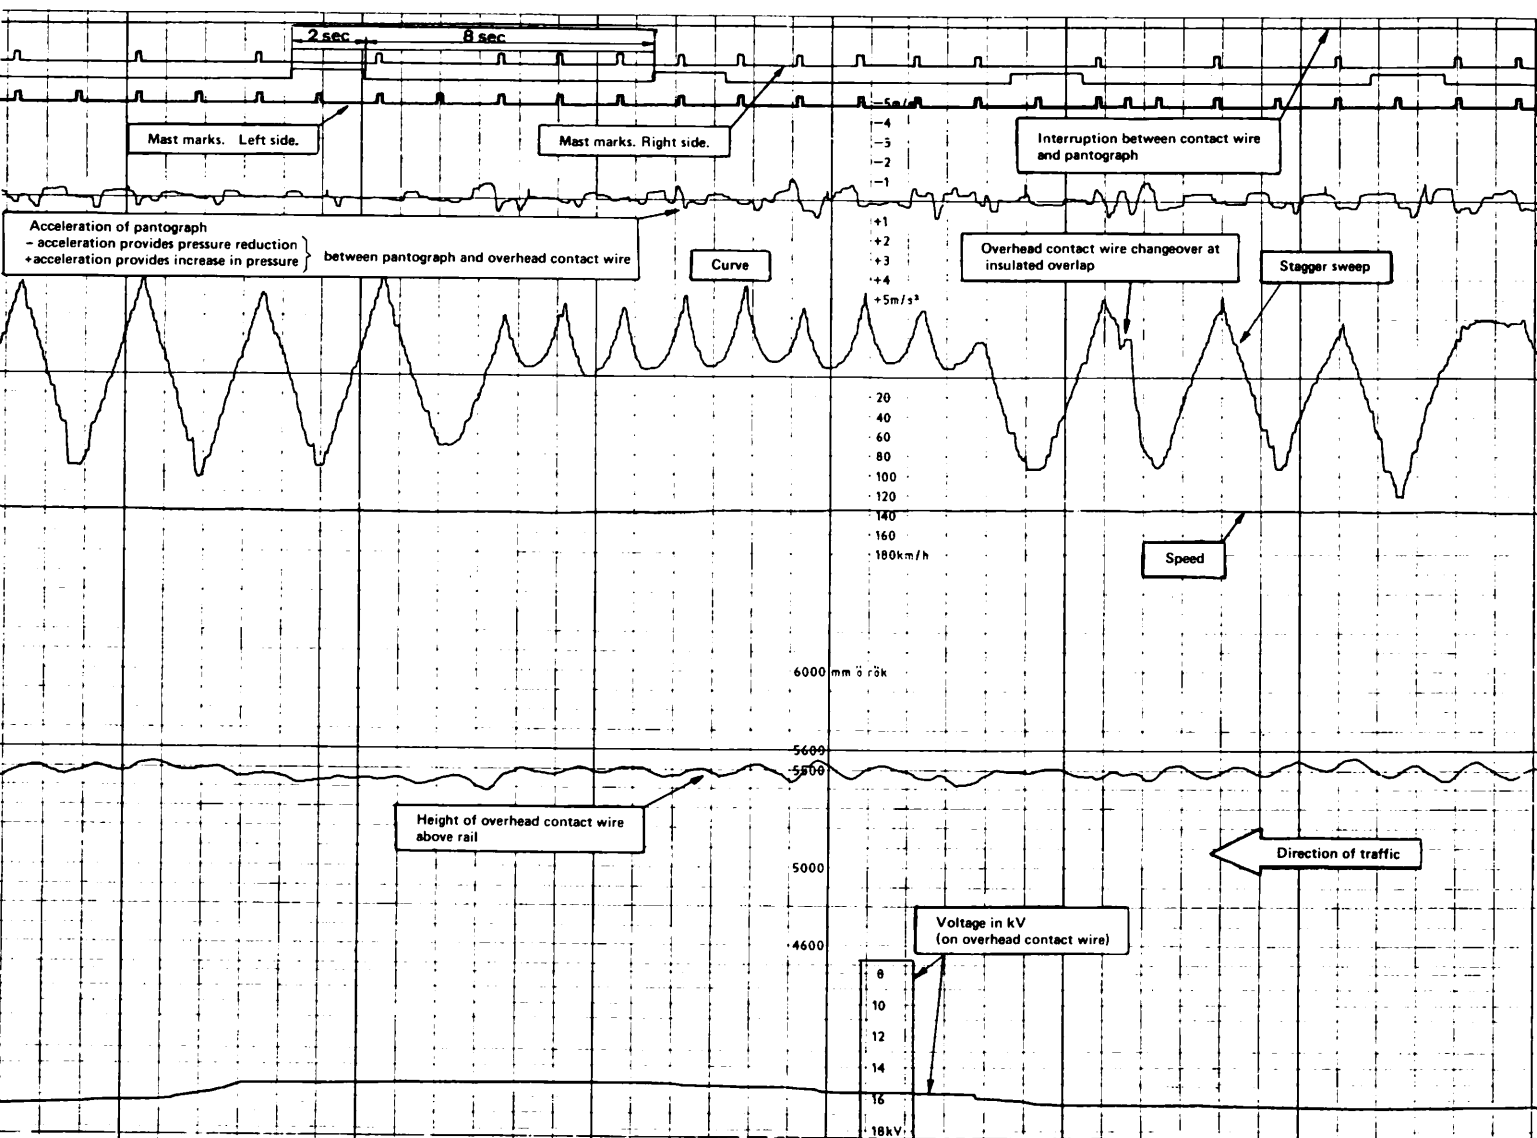 2 sec
8 sec
-5m/s²
Mast marks. Left side.
Mast marks. Right side.
-4
-3
-2
-1
Interruption between contact wire
and pantograph
Acceleration of pantograph
- acceleration provides pressure reduction
+acceleration provides increase in pressure
between pantograph and overhead contact wire
+1
+2
+3
+4
+5m/s²
Curve
Overhead contact wire changeover at
insulated overlap
Stagger sweep
20
40
60
80
100
120
140
160
180km/h
Speed
6000 mm ö rök
5600
5500
Height of overhead contact wire
above rail
5000
Direction of traffic
4600
Voltage in kV
(on overhead contact wire)
8
10
12
14
16
18kV